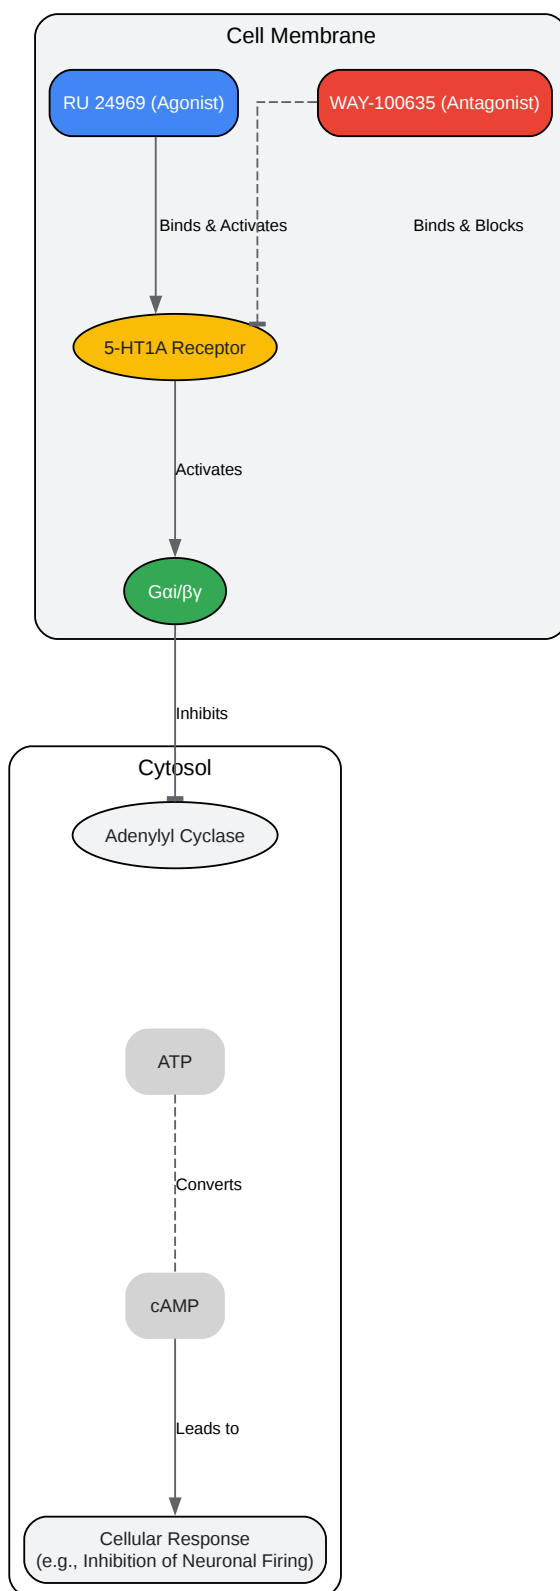 Cell Membrane
RU 24969 (Agonist)
WAY-100635 (Antagonist)
Binds & Activates
Binds & Blocks
5-HT1A Receptor
Activates
Gαi/βγ
Inhibits
Cytosol
Adenylyl Cyclase
ATP
Converts
cAMP
Leads to
Cellular Response
(e.g., Inhibition of Neuronal Firing)